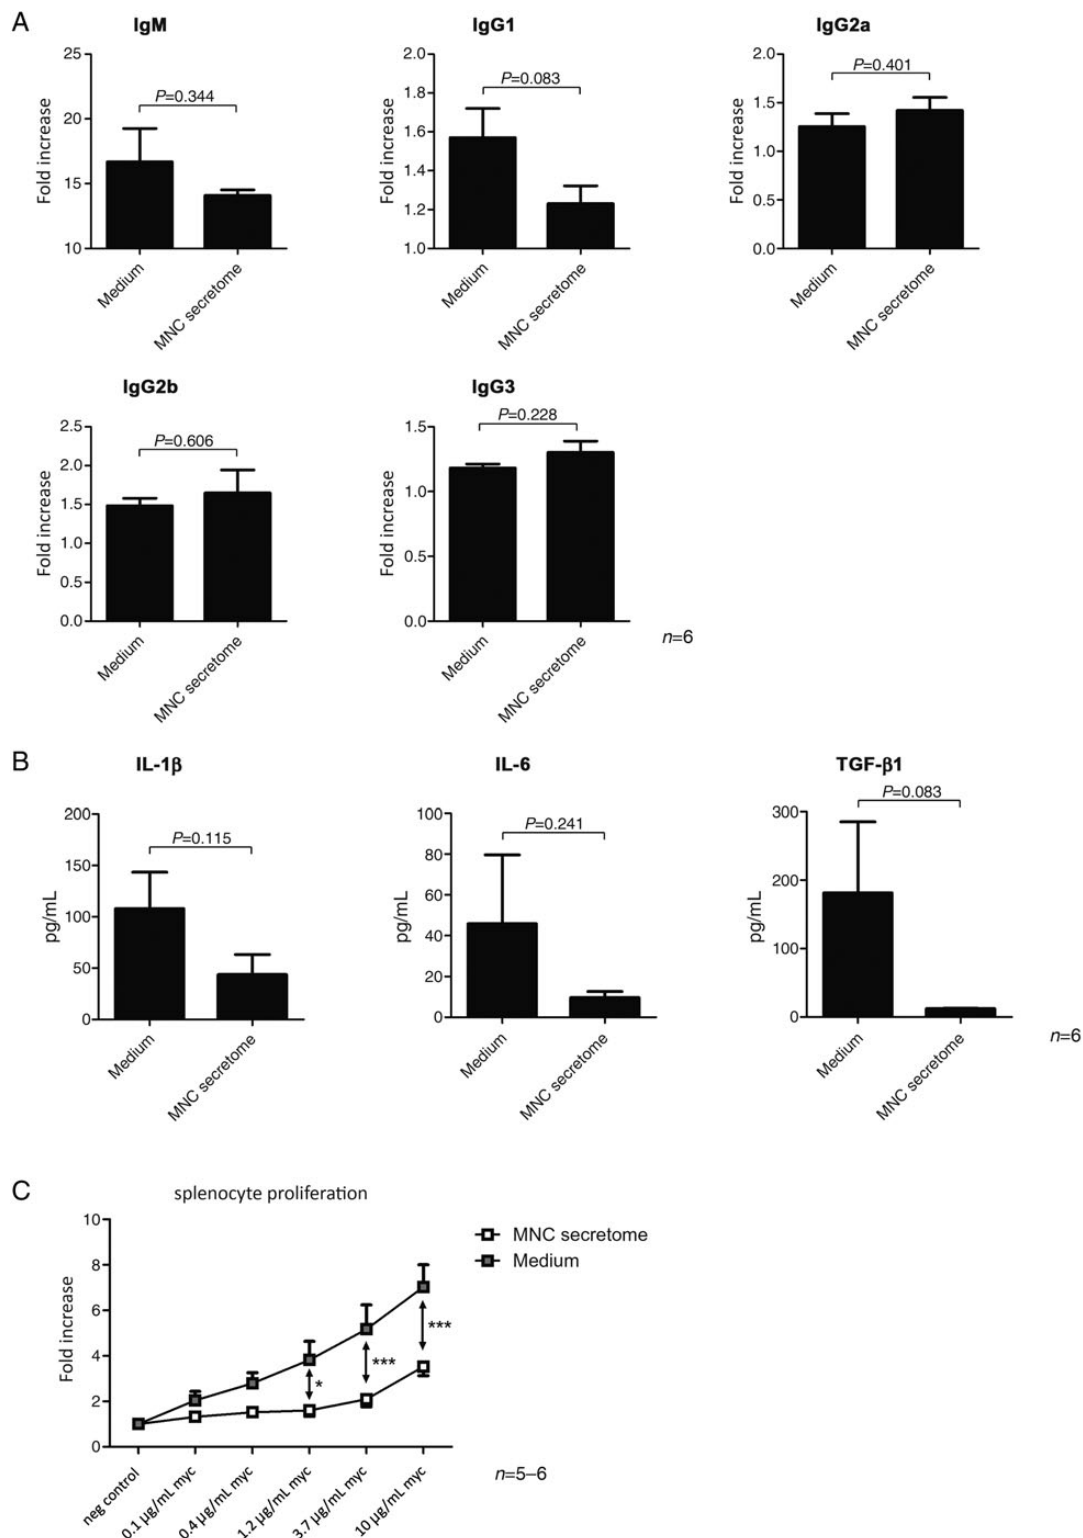 A
IgM
Fold increase
25
20
15
10
P=0.344
Medium
MNC secretome
IgG1
Fold increase
2.0
1.8
1.6
1.4
1.2
1.0
P=0.083
Medium
MNC secretome
IgG2a
Fold increase
2.0
1.5
1.0
0.5
0.0
P=0.401
Medium
MNC secretome
IgG2b
Fold increase
2.5
2.0
1.5
1.0
0.5
0.0
P=0.606
Medium
MNC secretome
IgG3
Fold increase
1.5
1.0
0.5
0.0
P=0.228
Medium
MNC secretome
n=6
B
IL-1β
pg/mL
200
150
100
50
0
P=0.115
Medium
MNC secretome
IL-6
pg/mL
100
80
60
40
20
0
P=0.241
Medium
MNC secretome
TGF-β1
pg/mL
300
200
100
0
P=0.083
Medium
MNC secretome
n=6
C
splenocyte proliferation
Fold increase
10
8
6
4
2
0
*
***
***
MNC secretome
Medium
neg control
0.1 μg/mL myc
0.4 μg/mL myc
1.2 μg/mL myc
3.7 μg/mL myc
10 μg/mL myc
n=5–6